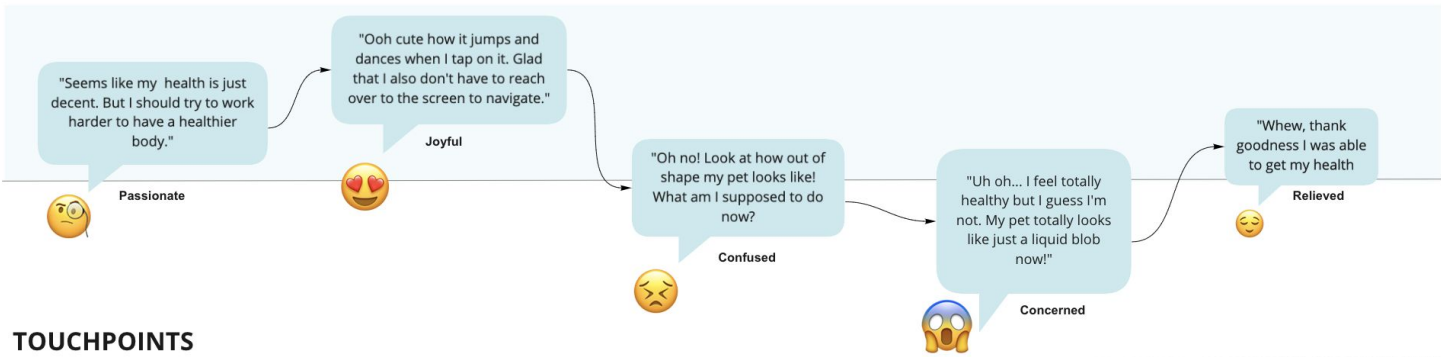 "Seems like my  health is just
decent. But I should try to work
harder to have a healthier
body."
Passionate
"Ooh cute how it jumps and
dances when I tap on it. Glad
that I also don't have to reach
over to the screen to navigate."
Joyful
"Oh no! Look at how out of
shape my pet looks like!
What am I supposed to do
now?
Confused
"Uh oh... I feel totally
healthy but I guess I'm
not. My pet totally looks
like just a liquid blob
now!"
Concerned
"Whew, thank
goodness I was able
to get my health
Relieved
TOUCHPOINTS